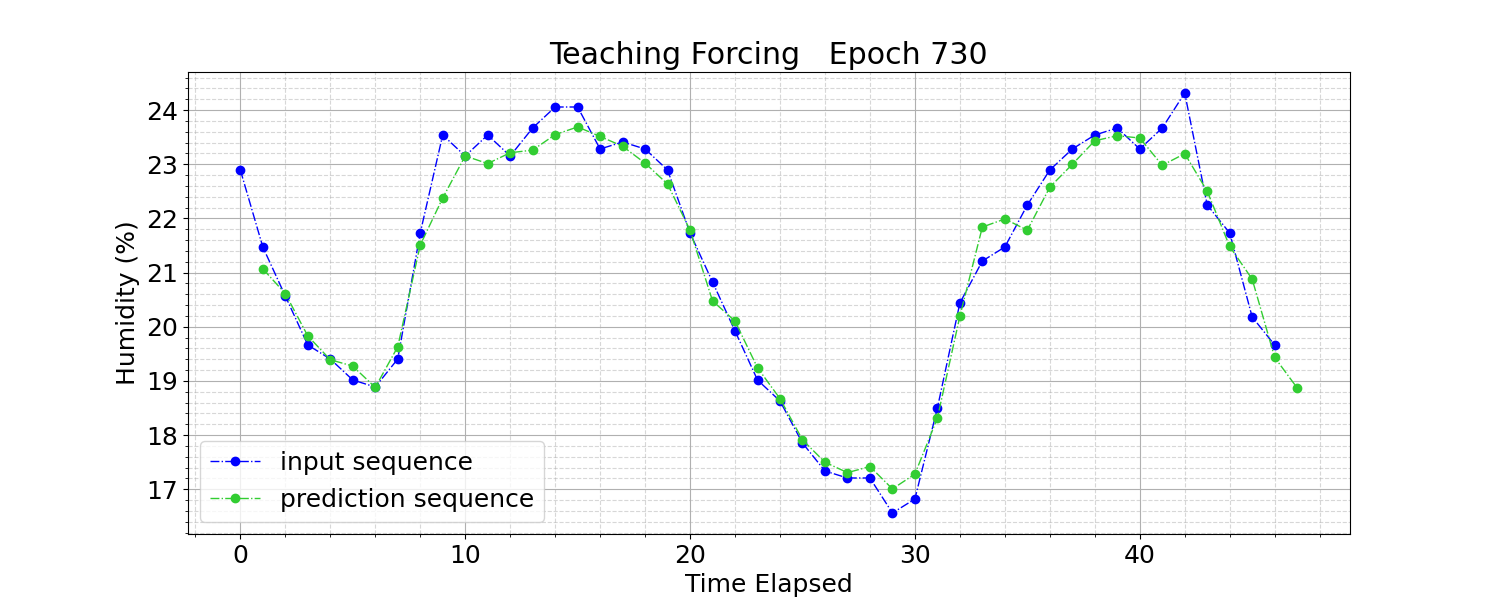 Teaching Forcing   Epoch 730
24
23
22
21
20
19
18
17
Humidity (%)
input sequence
prediction sequence
0 10 20 30 40
Time Elapsed